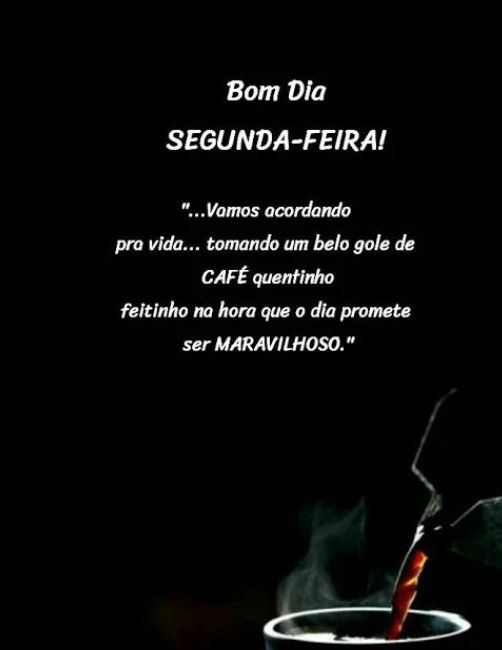 Bom Dia
SEGUNDA-FEIRA!
"...Vamos acordando
pra vida... tomando um belo gole de
CAFÉ quentinho
feitinho na hora que o dia promete
ser MARAVILHOSO."